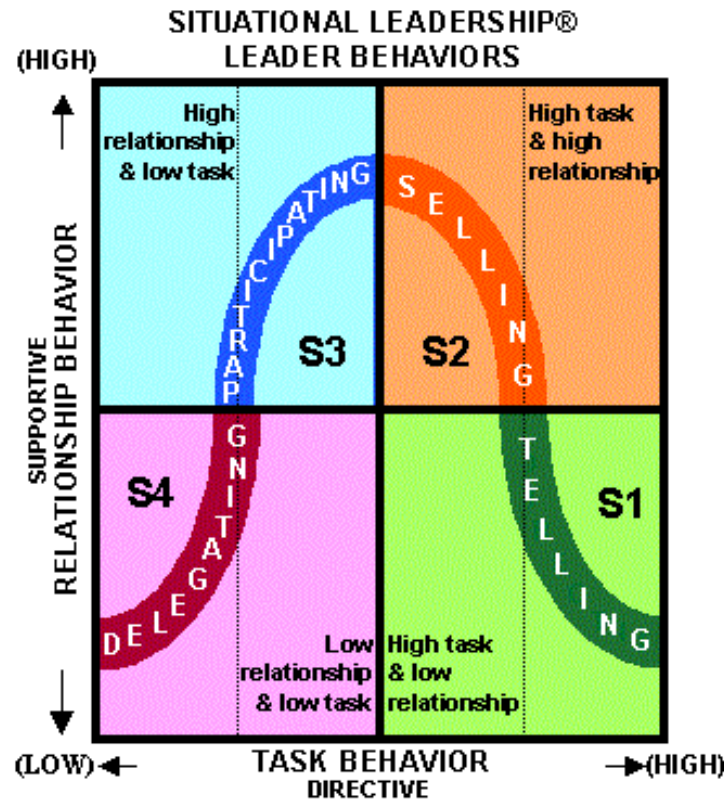 SITUATIONAL LEADERSHIP®
LEADER BEHAVIORS
(HIGH)
High
relationship
& low task
High task
& high
relationship
PARTICIPATING
SELLING
S3
S2
SUPPORTIVE
RELATIONSHIP BEHAVIOR
S4
S1
DELEGATING
TELLING
Low
relationship
& low task
High task
& low
relationship
(LOW)
TASK BEHAVIOR
(HIGH)
DIRECTIVE